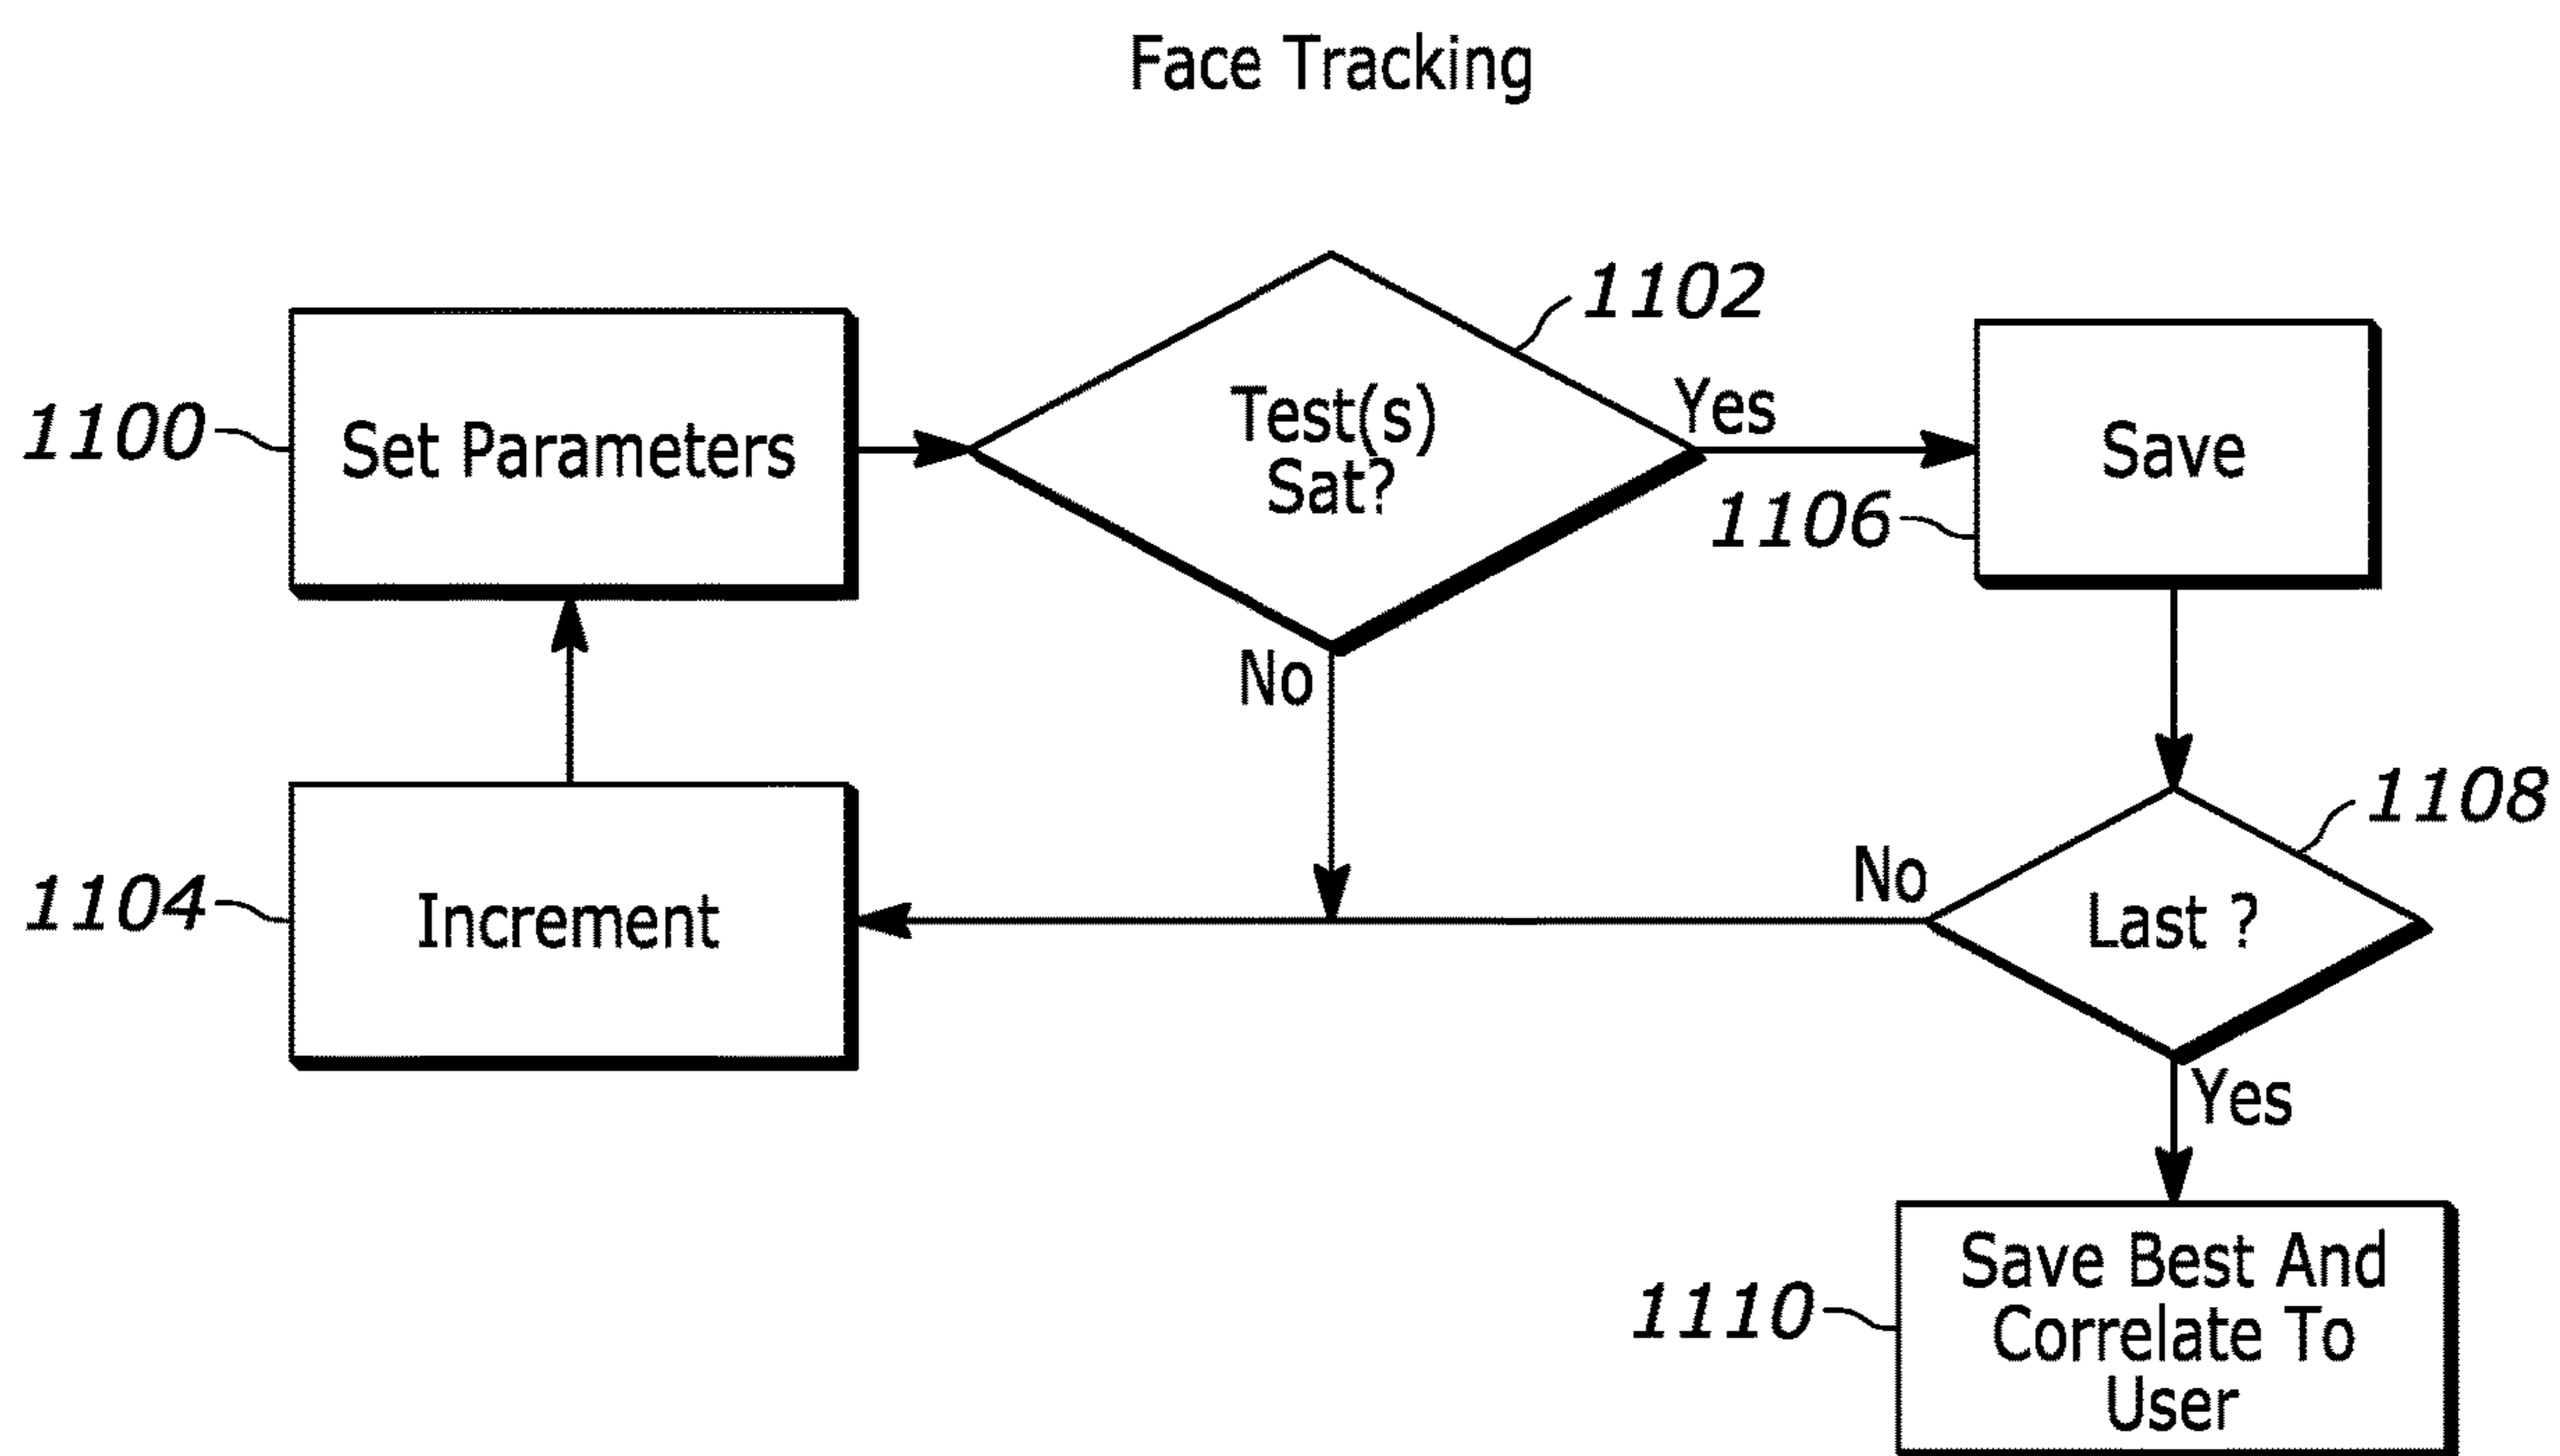 Face Tracking
1102
Test(s)
Sat?
Yes
1100
Set Parameters
Save
1106
No
1108
No
Last ?
1104
Increment
Yes
Save Best And
1110
Correlate To
User